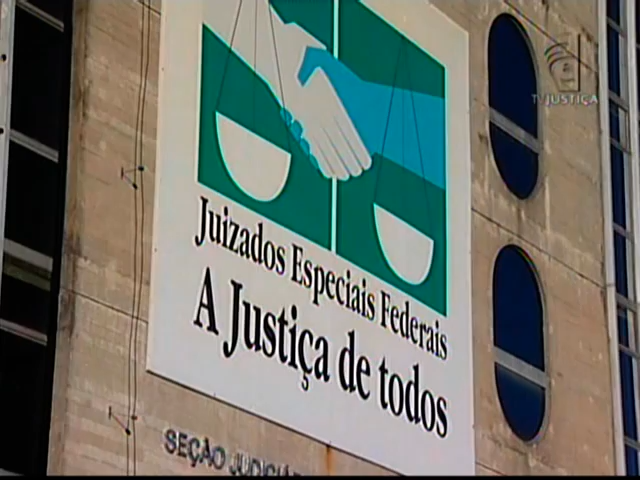 TV JUSTIÇA
Juizados Especiais Federais
A Justiça de todos
SEÇÃO